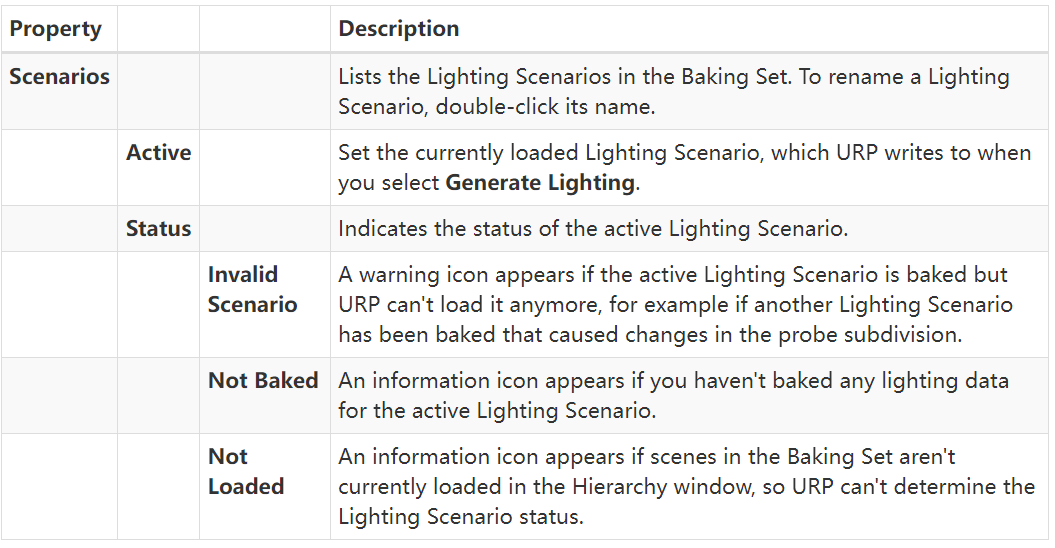 Property Description
Scenarios Lists the Lighting Scenarios in the Baking Set. To rename a Lighting
Scenario, double-click its name.
Active Set the currently loaded Lighting Scenario, which URP writes to when
you select Generate Lighting.
Status Indicates the status of the active Lighting Scenario.
Invalid A warning icon appears if the active Lighting Scenario is baked but
Scenario URP can't load it anymore, for example if another Lighting Scenario
has been baked that caused changes in the probe subdivision.
Not Baked An information icon appears if you haven't baked any lighting data
for the active Lighting Scenario.
Not An information icon appears if scenes in the Baking Set aren't
Loaded currently loaded in the Hierarchy window, so URP can't determine the
Lighting Scenario status.